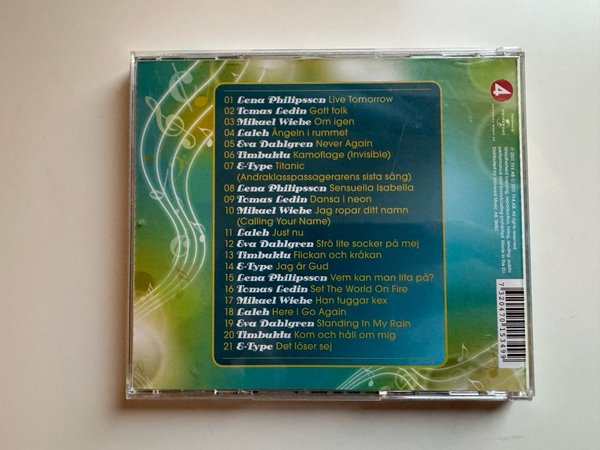 01 Lena Philipsson Live Tomorrow
02 Tomas Ledin Gott folk
03 Mikael Wiehe Om igen
04 Laleh Ängeln i rummet
05 Eva Dahlgren Never Again
06 Timbuktu Kamoflage (Invisible)
07 E-Type Titanic
(Andraklasspassagerarens sista sång)
08 Lena Philipsson Sensuella Isabella
09 Tomas Ledin Dansa i neon
10 Mikael Wiehe Jag ropar ditt namn
(Calling Your Name)
11 Laleh Just nu
12 Eva Dahlgren Strö lite socker på mej
13 Timbuktu Flickan och kråkan
14 E-Type Jag är Gud
15 Lena Philipsson Vem kan man lita på?
16 Tomas Ledin Set The World On Fire
17 Mikael Wiehe Han tuggar kex
18 Laleh Here I Go Again
19 Eva Dahlgren Standing In My Rain
20 Timbuktu Kom och håll om mig
21 E-Type Det löser sej
4
7320470153499